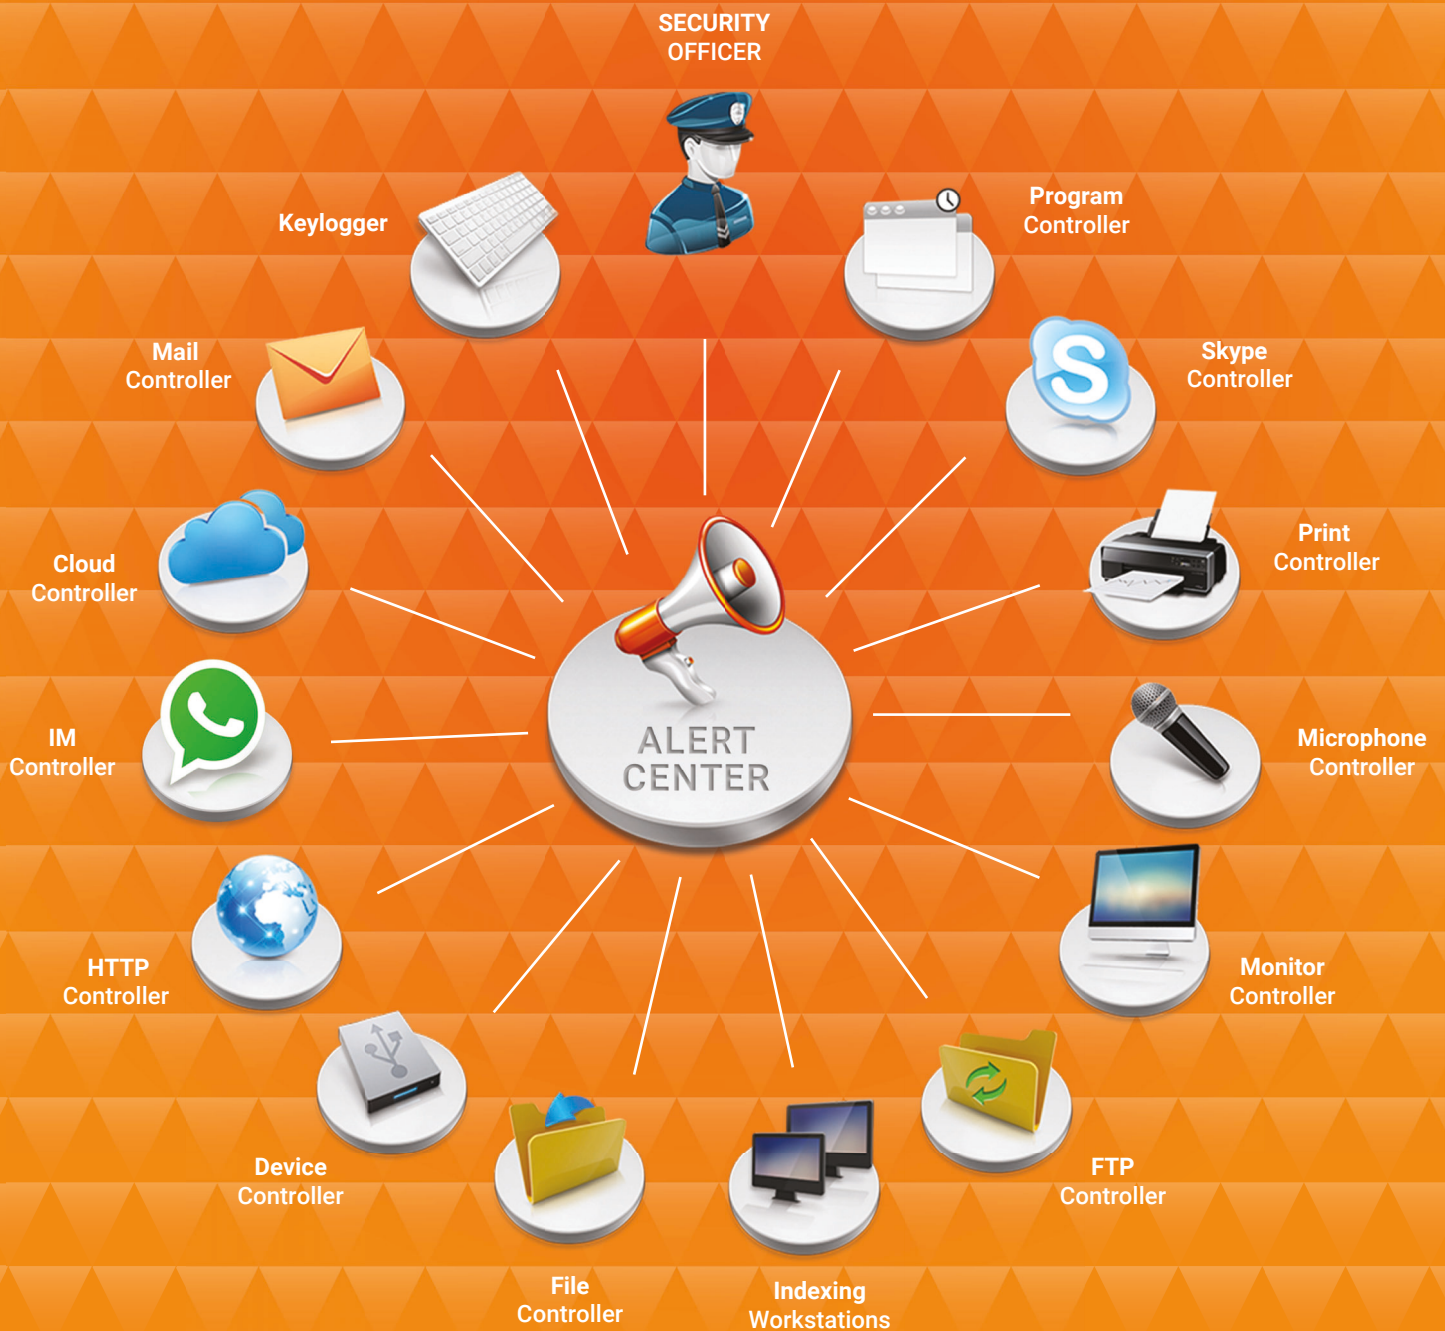 SECURITY
OFFICER
Keylogger
Program
Controller
Mail
Controller
Skype
Controller
Cloud
Controller
Print
Controller
IM
Controller
ALERT
CENTER
Microphone
Controller
HTTP
Controller
Monitor
Controller
Device
Controller
FTP
Controller
File
Controller
Indexing
Workstations